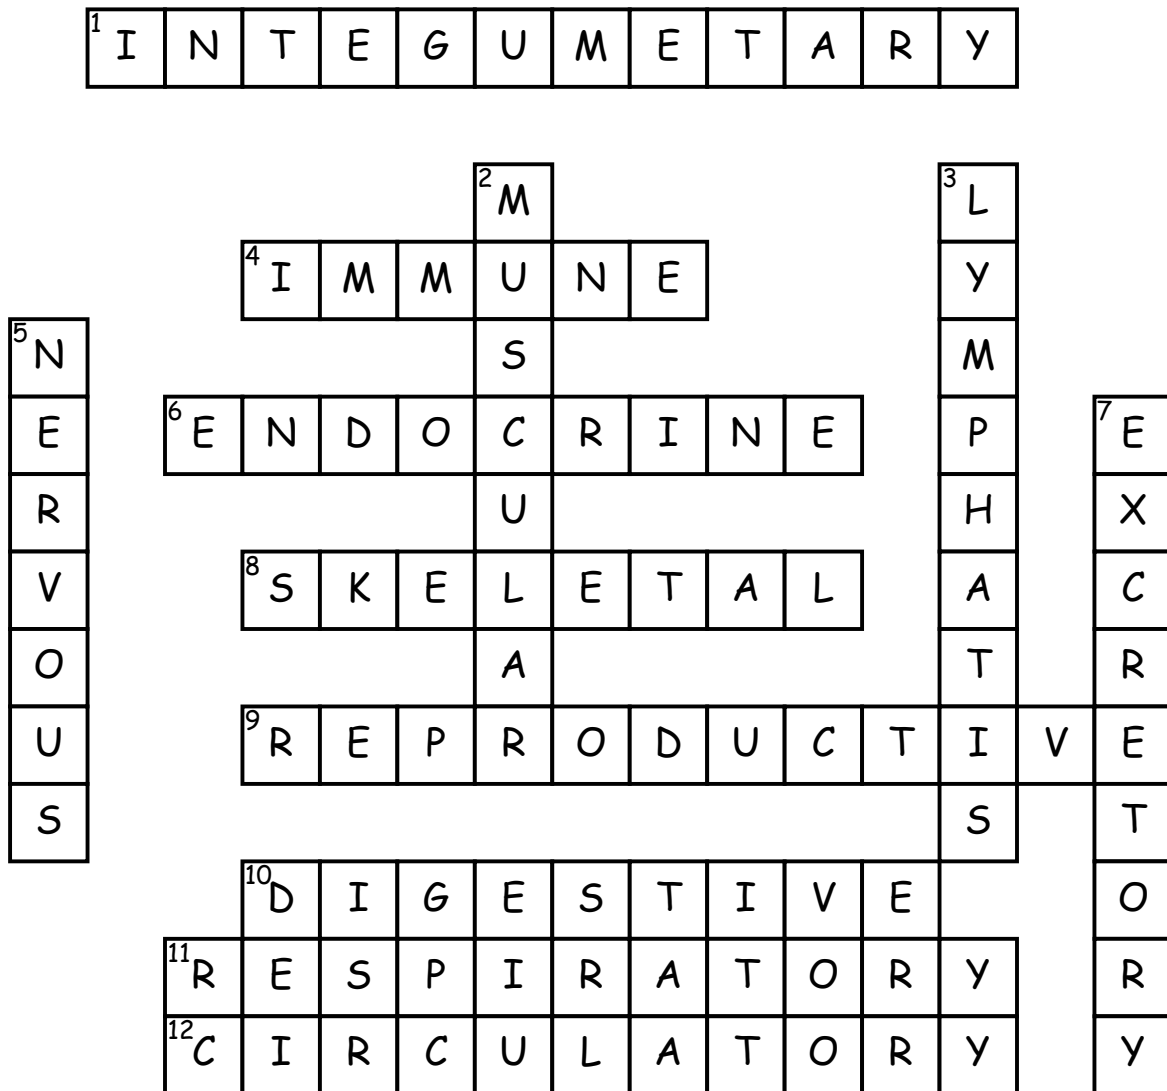 1 INTEGUMETARY
2 MUSCULAR
3 LYMPHATIS
4 IMMUNE
5 NERVOUS
6 ENDOCRINE
7 EXCRETORY
8 SKELETAL
9 REPRODUCTIVE
10 DIGESTIVE
11 RESPIRATORY
12 CIRCULATORY